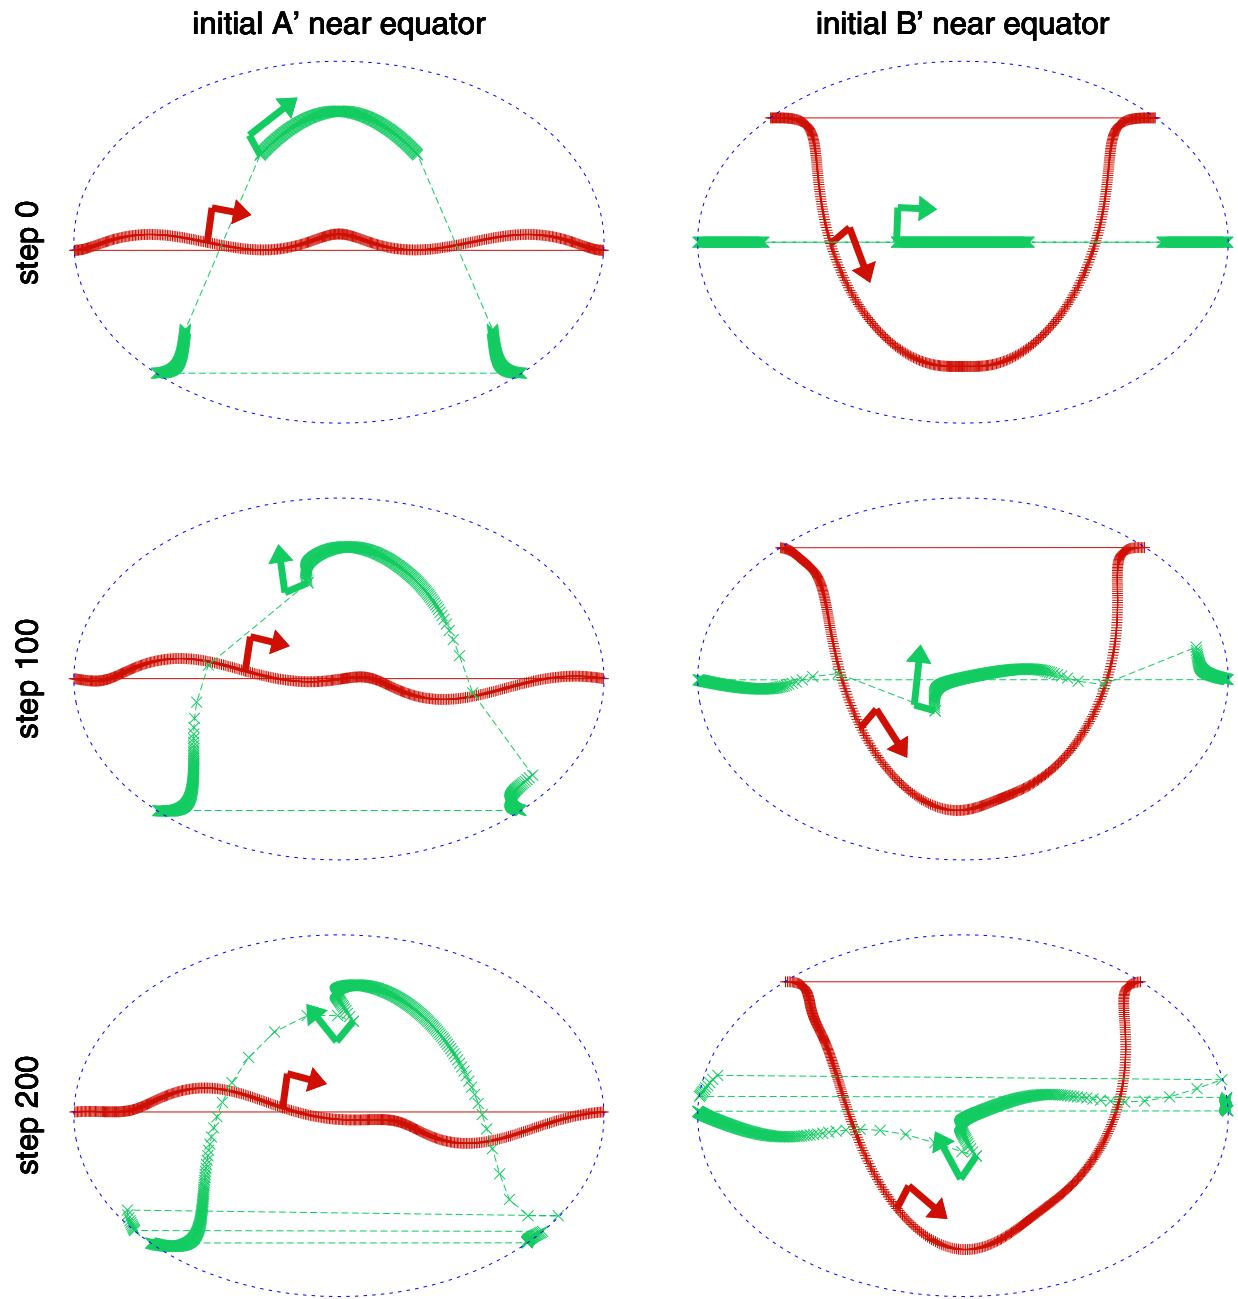 initial A’ near equator
initial B’ near equator
step 0
step 100
step 200